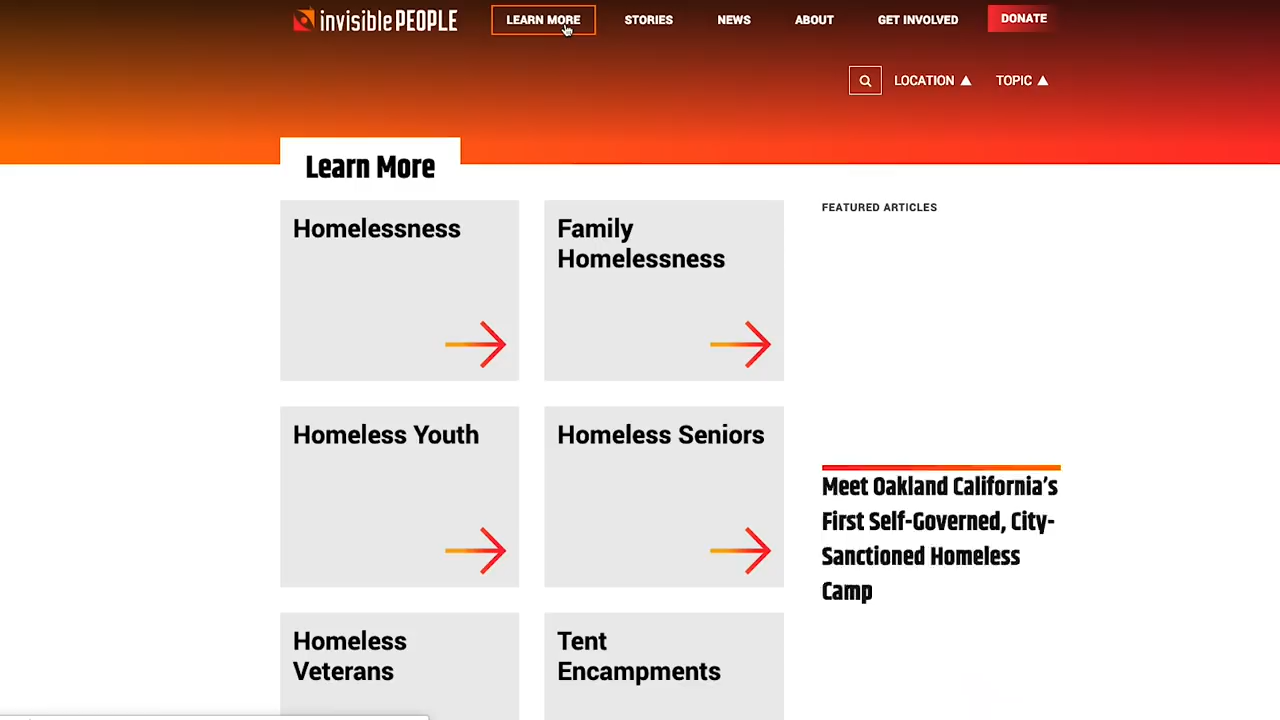 invisiblePEOPLE
LEARN MORE
STORIES
NEWS
ABOUT
GET INVOLVED
DONATE
LOCATION
TOPIC
Learn More
Homelessness
Family
Homelessness
FEATURED ARTICLES
Homeless Youth
Homeless Seniors
Meet Oakland California's
First Self-Governed, City-
Sanctioned Homeless
Camp
Homeless
Veterans
Tent
Encampments